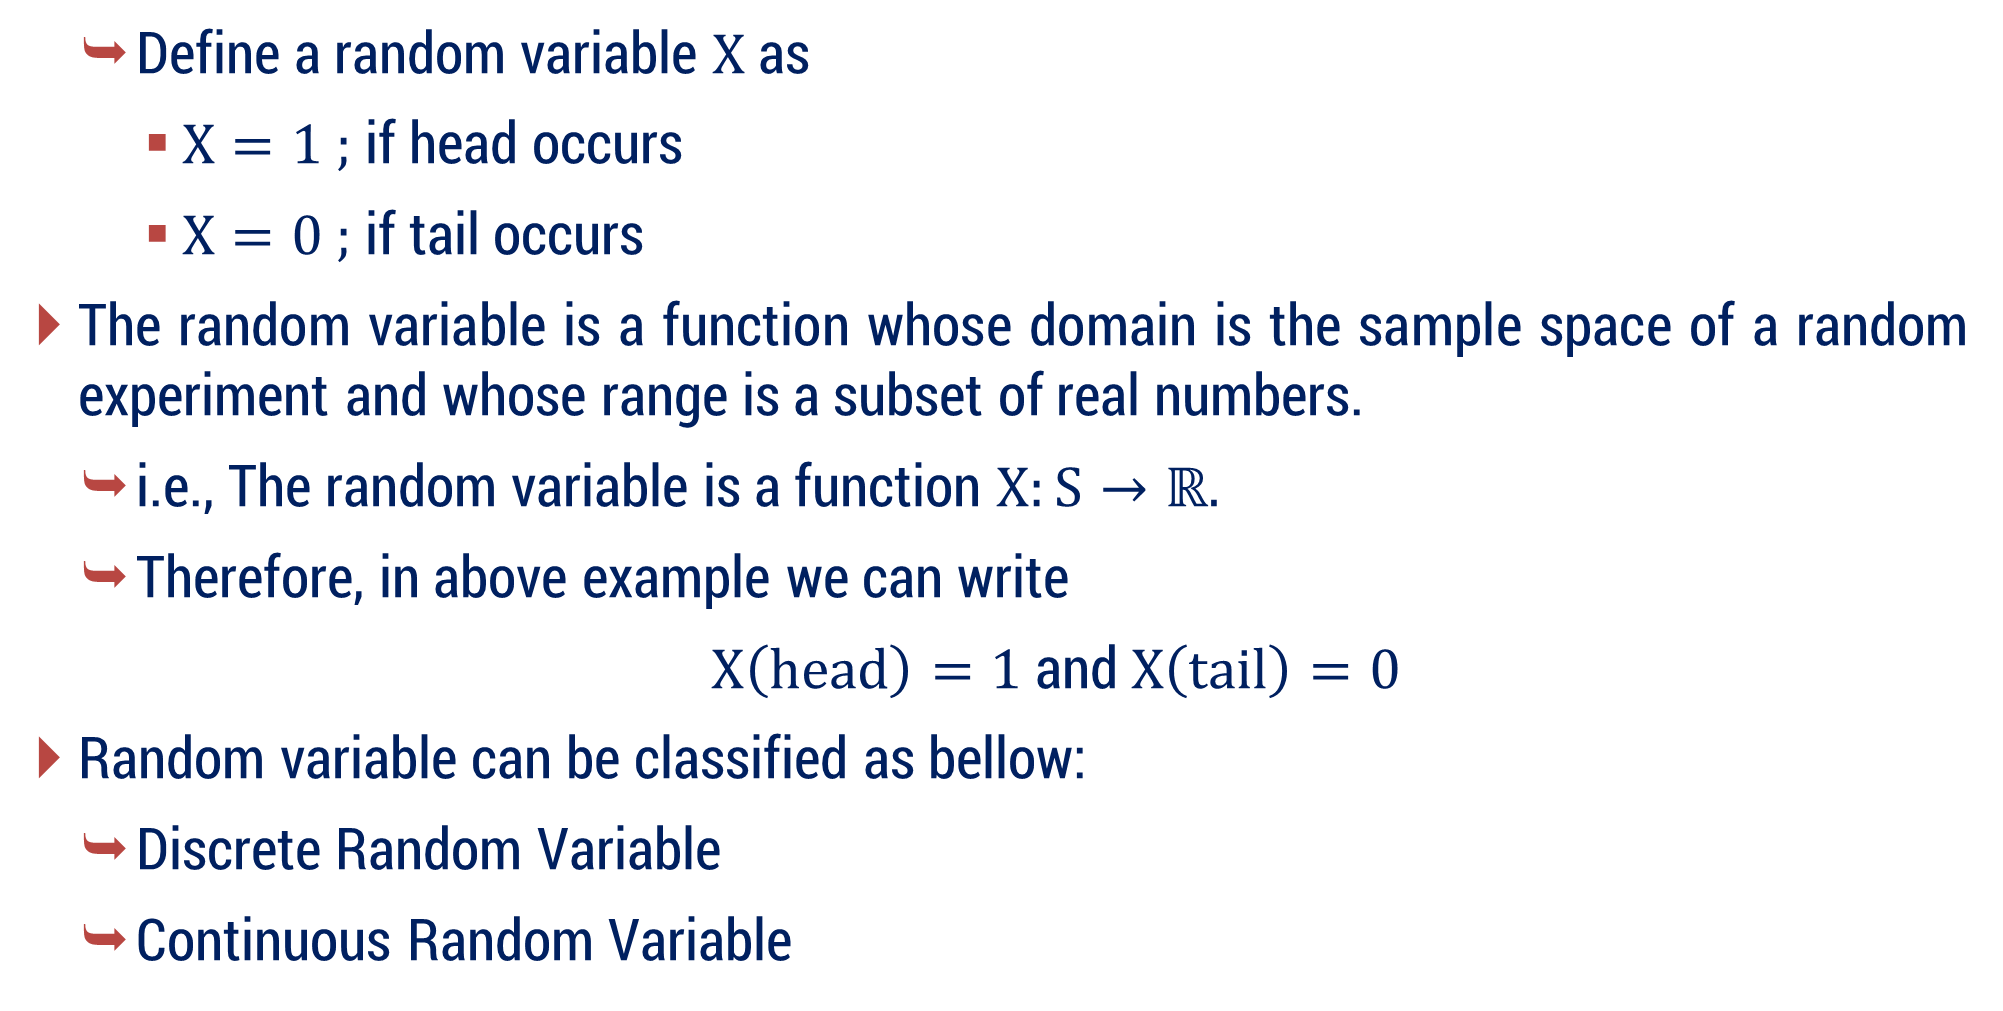 Define a random variable X as
X = 1 ; if head occurs
X = 0 ; if tail occurs
The random variable is a function whose domain is the sample space of a random
experiment and whose range is a subset of real numbers.
i.e., The random variable is a function X: S → ℝ.
Therefore, in above example we can write
X(head) = 1 and X(tail) = 0
Random variable can be classified as bellow:
Discrete Random Variable
Continuous Random Variable